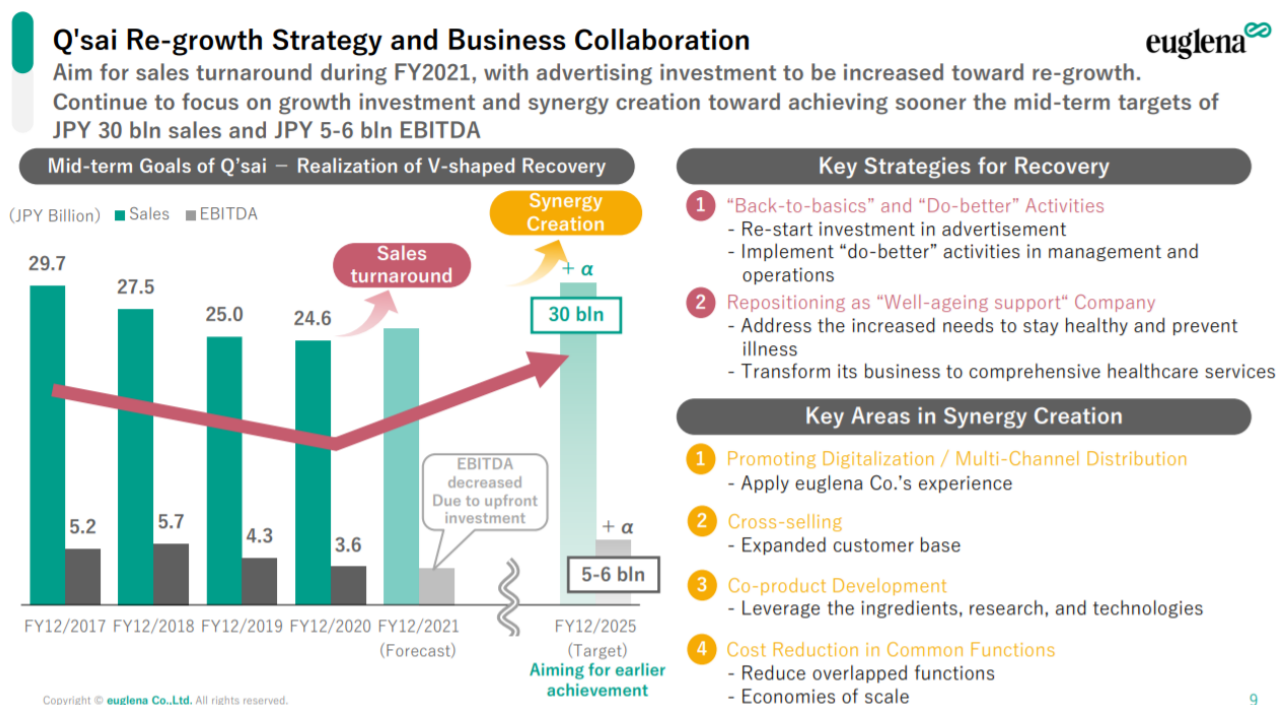 Q'sai Re-growth Strategy and Business Collaboration
euglena
Aim for sales turnaround during FY2021, with advertising investment to be increased toward re-growth.
Continue to focus on growth investment and synergy creation toward achieving sooner the mid-term targets of
JPY 30 bln sales and JPY 5-6 bln EBITDA
Mid-term Goals of Q'sai − Realization of V-shaped Recovery
(JPY Billion) Sales EBITDA
Synergy
Creation
Sales
turnaround
+ α
29.7
27.5
25.0
24.6
30 bln
EBITDA
decreased
Due to upfront
investment
5.2
5.7
4.3
3.6
+ α
5-6 bln
FY12/2017 FY12/2018 FY12/2019 FY12/2020 FY12/2021 FY12/2025
(Forecast) (Target)
Aiming for earlier
achievement
Key Strategies for Recovery
1 “Back-to-basics” and “Do-better” Activities
- Re-start investment in advertisement
- Implement “do-better” activities in management and
operations
2 Repositioning as “Well-ageing support“ Company
- Address the increased needs to stay healthy and prevent
illness
- Transform its business to comprehensive healthcare services
Key Areas in Synergy Creation
1 Promoting Digitalization / Multi-Channel Distribution
- Apply euglena Co.'s experience
2 Cross-selling
- Expanded customer base
3 Co-product Development
- Leverage the ingredients, research, and technologies
4 Cost Reduction in Common Functions
- Reduce overlapped functions
- Economies of scale
Copyright © euglena Co.,Ltd. All rights reserved.
9